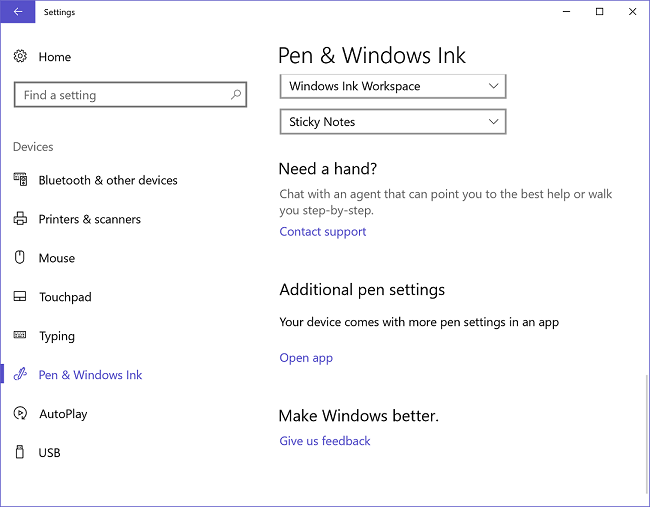 Settings
Home
Find a setting
Devices
Bluetooth & other devices
Printers & scanners
Mouse
Touchpad
Typing
Pen & Windows Ink
AutoPlay
USB
Pen & Windows Ink
Windows Ink Workspace
Sticky Notes
Need a hand?
Chat with an agent that can point you to the best help or walk
you step-by-step.
Contact support
Additional pen settings
Your device comes with more pen settings in an app
Open app
Make Windows better.
Give us feedback